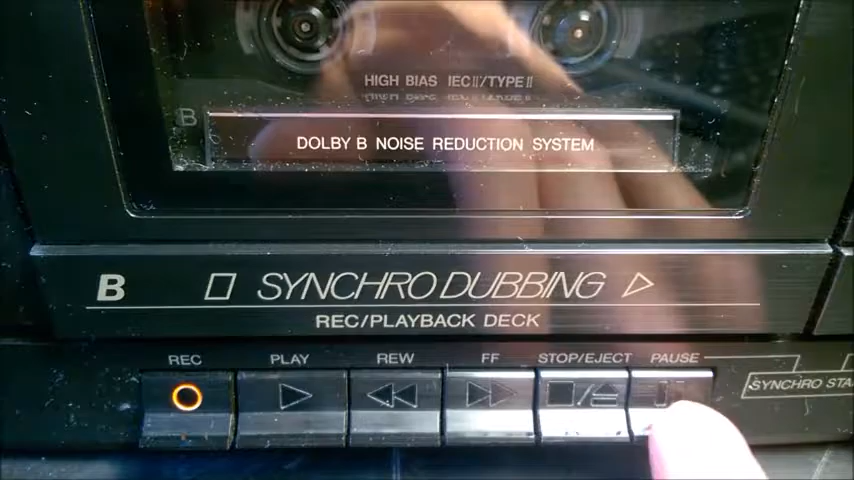 HIGH BIAS IEC II/TYPE II
B
DOLBY B NOISE REDUCTION SYSTEM
B SYNCHRO DUBBING
REC/PLAYBACK DECK
REC PLAY REW FF STOP/EJECT PAUSE
SYNCHRO